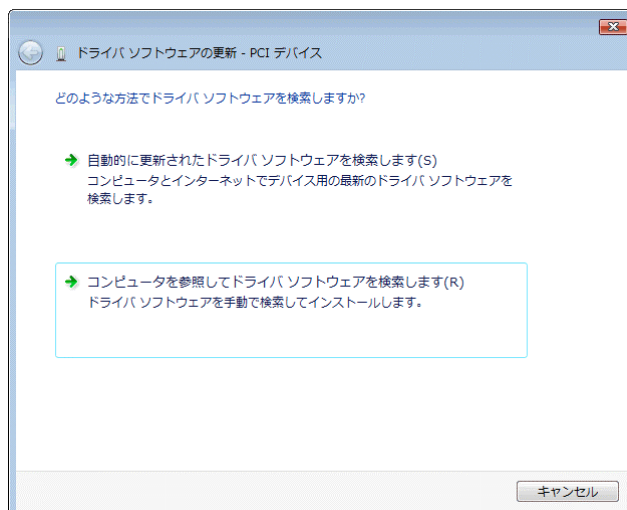 ドライバ ソフトウェアの更新 - PCI デバイス
どのような方法でドライバ ソフトウェアを検索しますか?
自動的に更新されたドライバ ソフトウェアを検索します(S)
コンピュータとインターネットでデバイス用の最新のドライバ ソフトウェアを
検索します。
コンピュータを参照してドライバ ソフトウェアを検索します(R)
ドライバ ソフトウェアを手動で検索してインストールします。
キャンセル